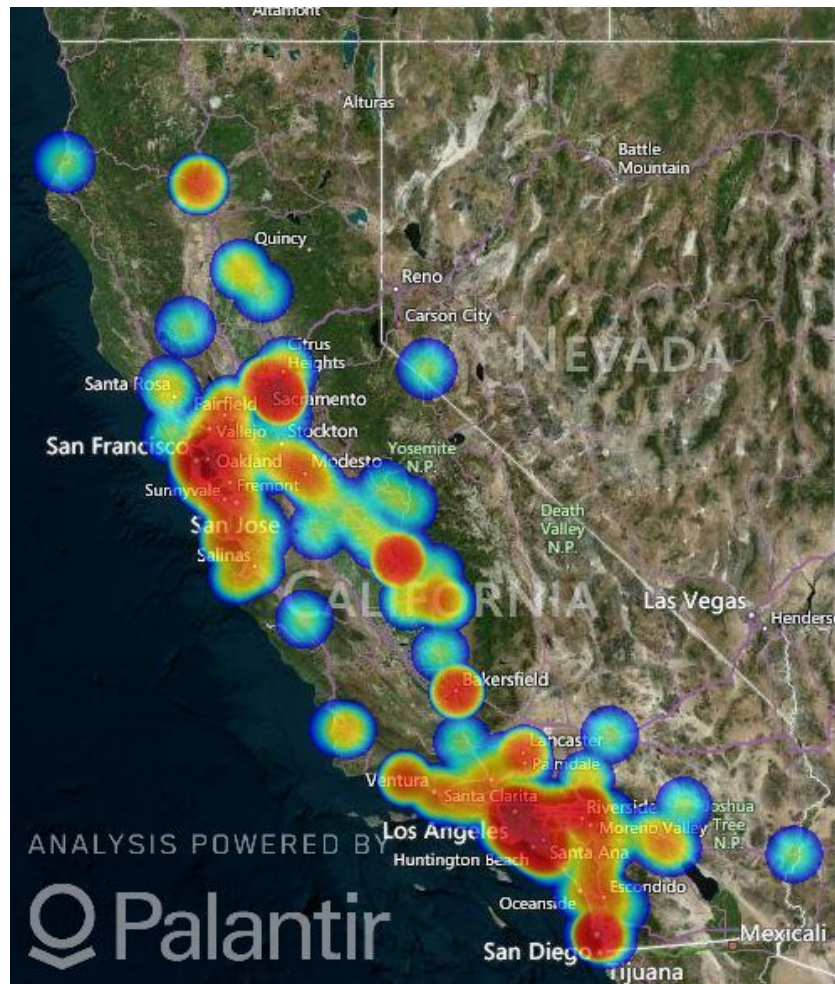 Altamont
Alturas
Battle
Mountain
Quincy
Reno
Carson City
NEVADA
Citrus
Heights
Santa Rosa
Sacramento
Fairfield
Vallejo
Stockton
San Francisco
Oakland
Modesto
Yosemite
N.P.
Sunnyvale
Fremont
San Jose
Death
Valley
N.P.
Salinas
CALIFORNIA
Las Vegas
Henders
Bakersfield
Lancaster
Palmdale
Ventura
Santa Clarita
Riverside
Joshua
Tree
N.P.
Los Angeles
Moreno Valley
Huntington Beach
Santa Ana
Escondido
Oceanside
San Diego
Mexicali
Tijuana
ANALYSIS POWERED BY
Palantir